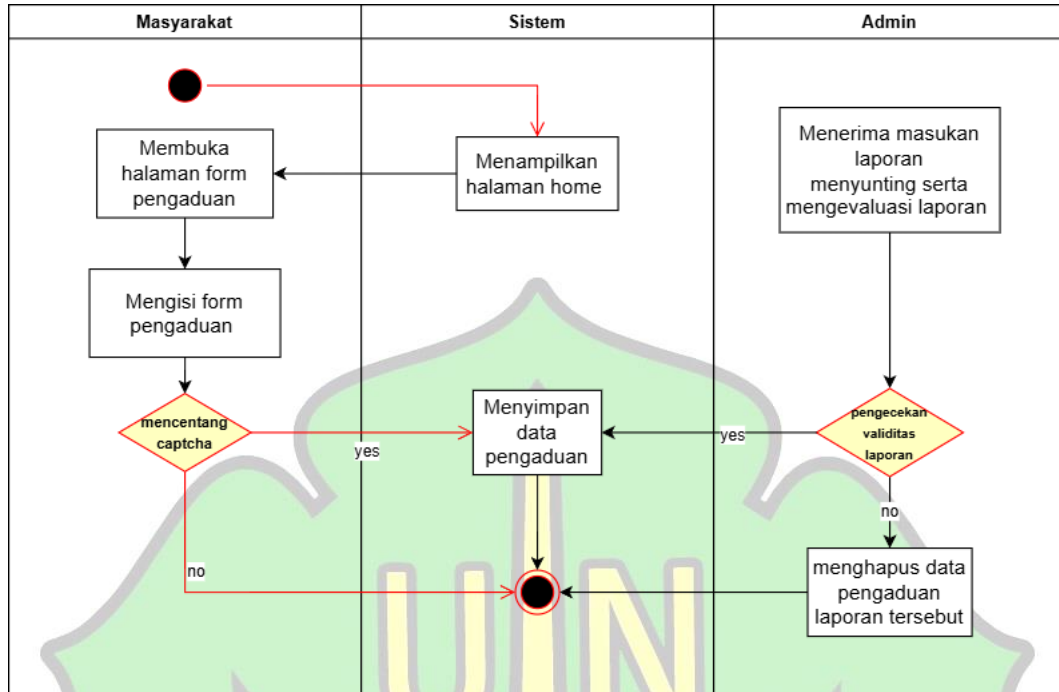 Masyarakat
Sistem
Admin
Membuka
halaman form
pengaduan
Menampilkan
halaman home
Menerima masukan
laporan
menyunting serta
mengevaluasi laporan
Mengisi form
pengaduan
mencentang
captcha
yes
Menyimpan
data
pengaduan
yes
pengecekan
validitas
laporan
no
no
menghapus data
pengaduan
laporan tersebut
UIN